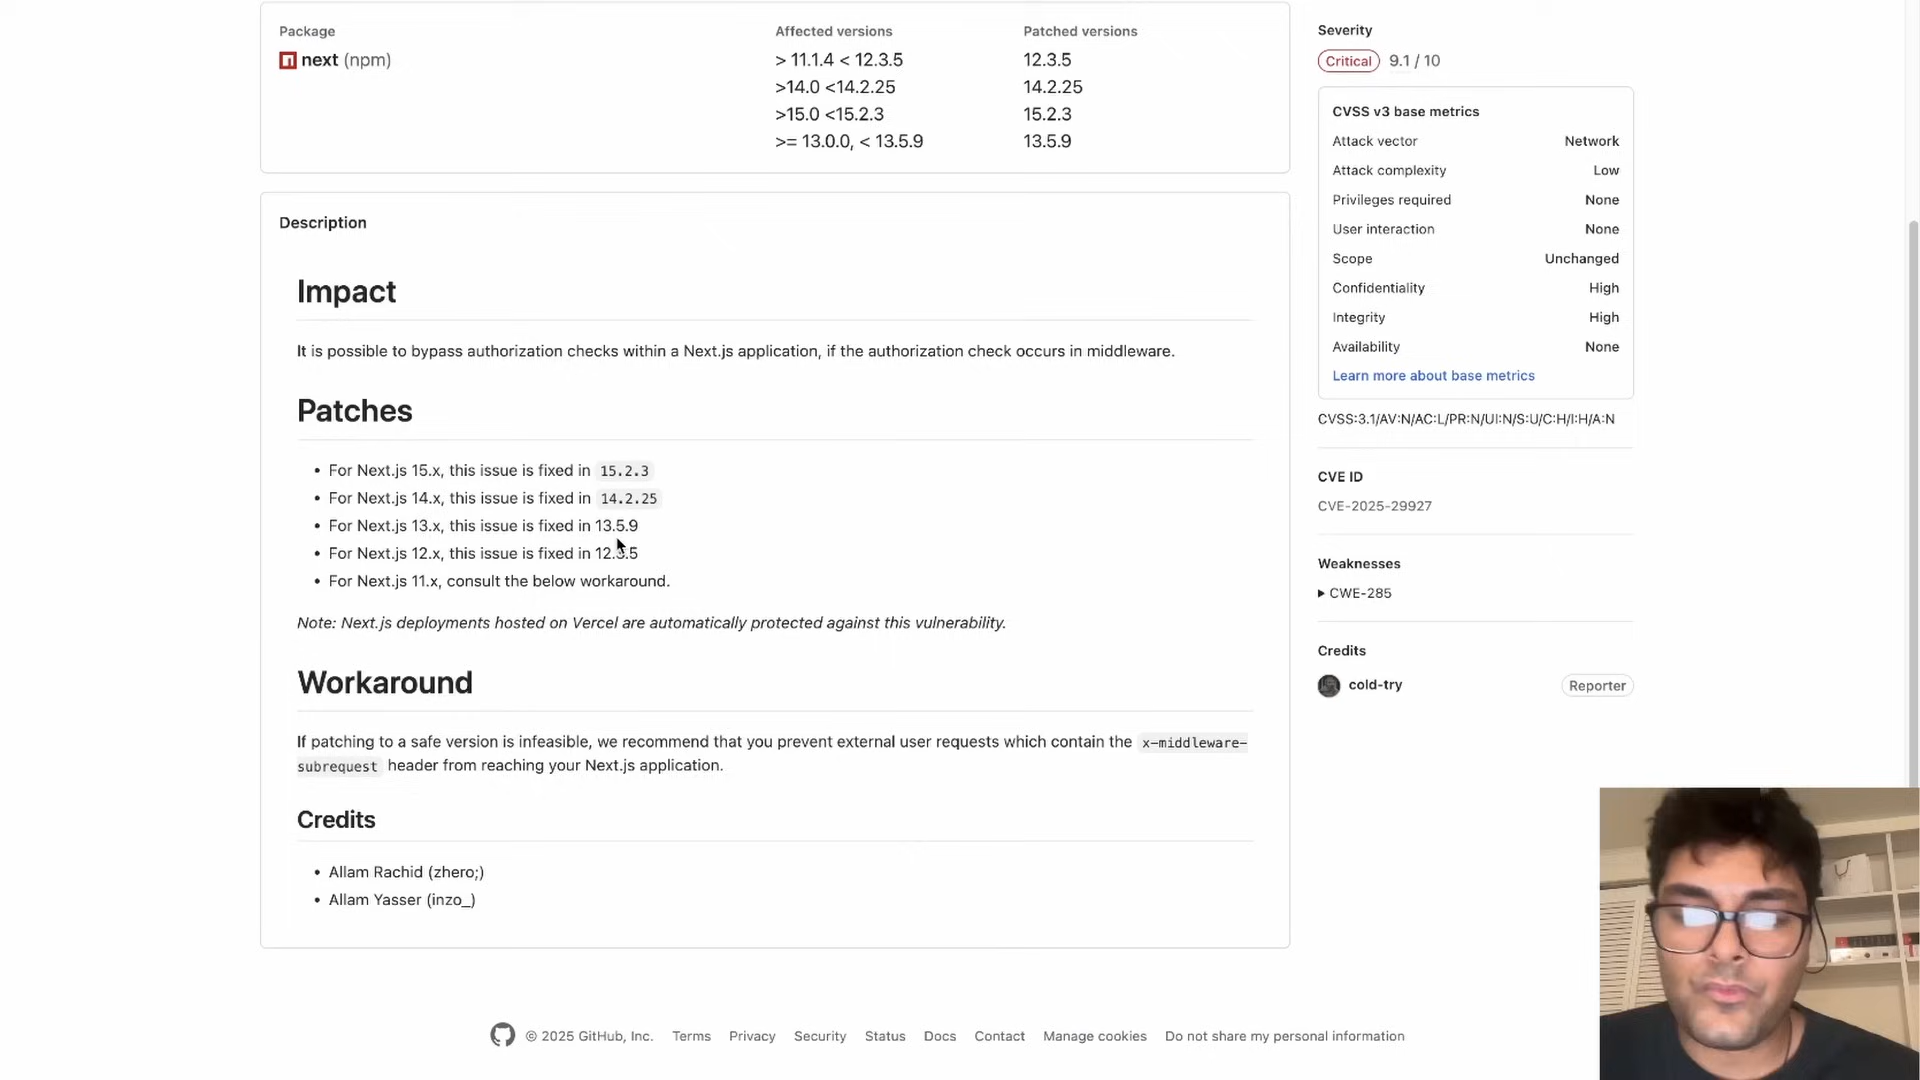 Package
Affected versions
Patched versions
next (npm)
> 11.1.4 < 12.3.5
12.3.5
>14.0 <14.2.25
14.2.25
>15.0 <15.2.3
15.2.3
>= 13.0.0, < 13.5.9
13.5.9
Description
Impact
It is possible to bypass authorization checks within a Next.js application, if the authorization check occurs in middleware.
Patches
• For Next.js 15.x, this issue is fixed in 15.2.3
• For Next.js 14.x, this issue is fixed in 14.2.25
• For Next.js 13.x, this issue is fixed in 13.5.9
• For Next.js 12.x, this issue is fixed in 12.3.5
• For Next.js 11.x, consult the below workaround.
Note: Next.js deployments hosted on Vercel are automatically protected against this vulnerability.
Workaround
If patching to a safe version is infeasible, we recommend that you prevent external user requests which contain the x-middleware-
subrequest header from reaching your Next.js application.
Credits
• Allam Rachid (zhero;)
• Allam Yasser (inzo_)
Severity
Critical 9.1 / 10
CVSS v3 base metrics
Attack vector Network
Attack complexity Low
Privileges required None
User interaction None
Scope Unchanged
Confidentiality High
Integrity High
Availability None
Learn more about base metrics
CVSS:3.1/AV:N/AC:L/PR:N/UI:N/S:U/C:H/I:H/A:N
CVE ID
CVE-2025-29927
Weaknesses
CWE-285
Credits
cold-try Reporter
© 2025 GitHub, Inc. Terms Privacy Security Status Docs Contact Manage cookies Do not share my personal information